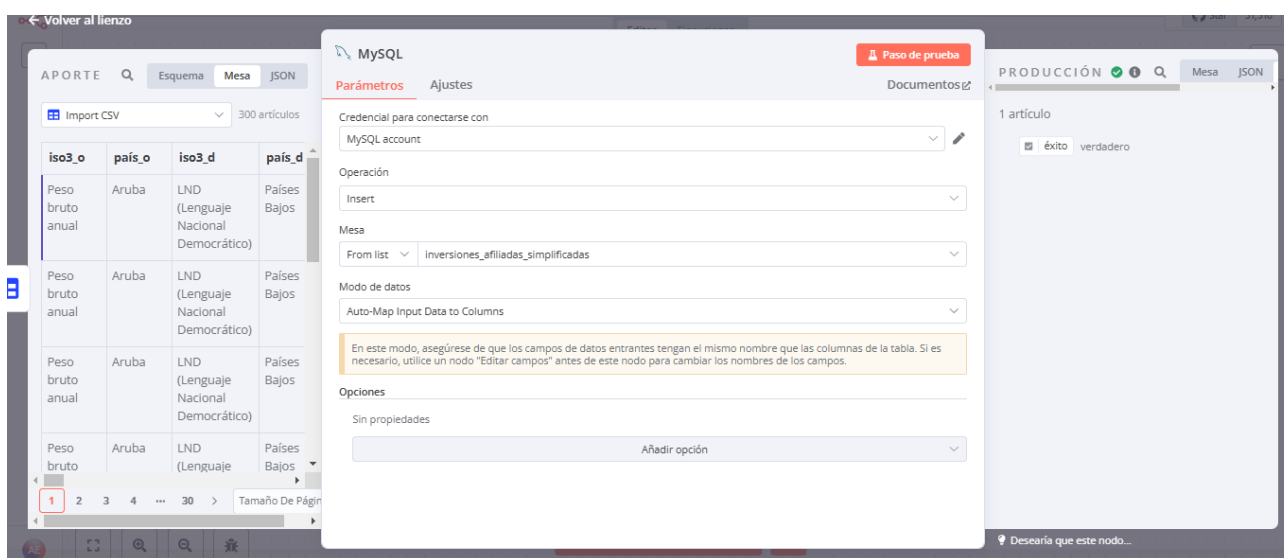 Volver al lienzo
Star
MySQL
Paso de prueba
Parámetros Ajustes Documentos
APORTE Esquema Mesa JSON
Import CSV 300 artículos
iso3_o país_o iso3_d país_d
Peso bruto anual Aruba LND (Lenguaje Nacional Democrático) Países Bajos
Peso bruto anual Aruba LND (Lenguaje Nacional Democrático) Países Bajos
Peso bruto anual Aruba LND (Lenguaje Nacional Democrático) Países Bajos
Peso bruto Aruba LND (Lenguaje Países Bajos
1 2 3 4 ... 30 > Tamaño De Págin
Credencial para conectarse con
MySQL account
Operación
Insert
Mesa
From list inversiones_afiliadas_simplificadas
Modo de datos
Auto-Map Input Data to Columns
En este modo, asegúrese de que los campos de datos entrantes tengan el mismo nombre que las columnas de la tabla. Si es
necesario, utilice un nodo "Editar campos" antes de este nodo para cambiar los nombres de los campos.
Opciones
Sin propiedades
Añadir opción
PRODUCCIÓN Mesa JSON
1 artículo
éxito verdadero
AE
Desearía que este nodo...